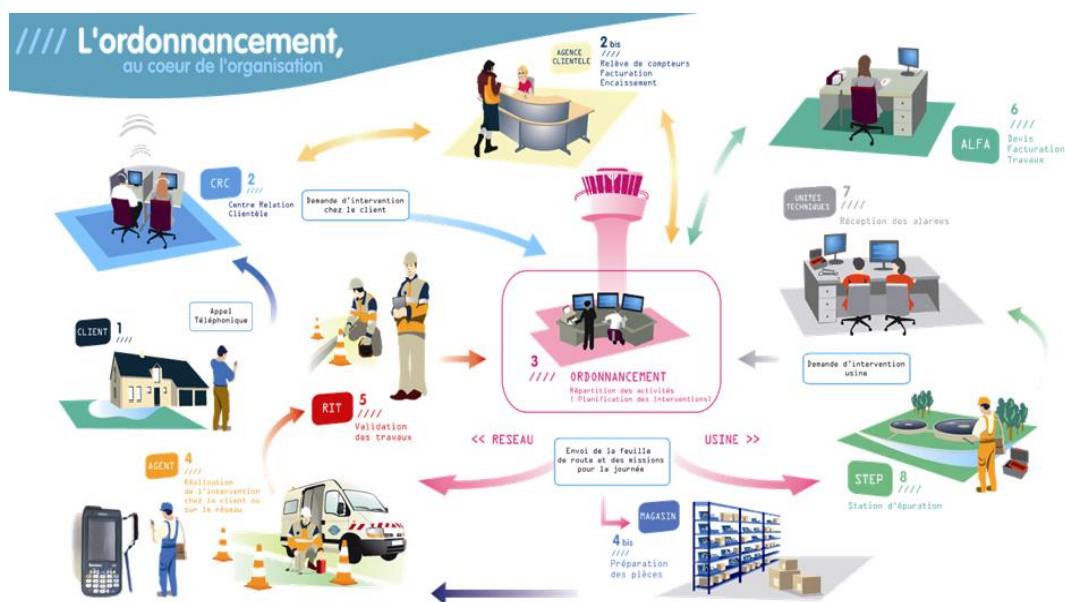 //// L'ordonnancement,
au coeur de l'organisation
AGENCE
CLIENTELE
2 bis
////
Relève de compteurs
Facturation
Encaissement
6
////
ALFA
Devis
Facturation
Travaux
CRC
2
////
Centre Relation
Clientèle
Demande d'intervention
chez le client
UNITES
TECHNIQUES
7
////
Réception des alarmes
Appel
Téléphonique
CLIENT
1
////
3
////
ORDONNANCEMENT
Répartition des activités
( Planification des interventions)
Demande d'intervention
usine
RIT
5
////
Validation
des travaux
<< RESEAU
USINE >>
Envoi de la feuille
de route et des missions
pour la journée
AGENT
4
////
Réalisation
de l'intervention
chez le client ou
sur le réseau
STEP
8
////
Station d'épuration
MAGASIN
4 bis
////
Préparation
des pièces